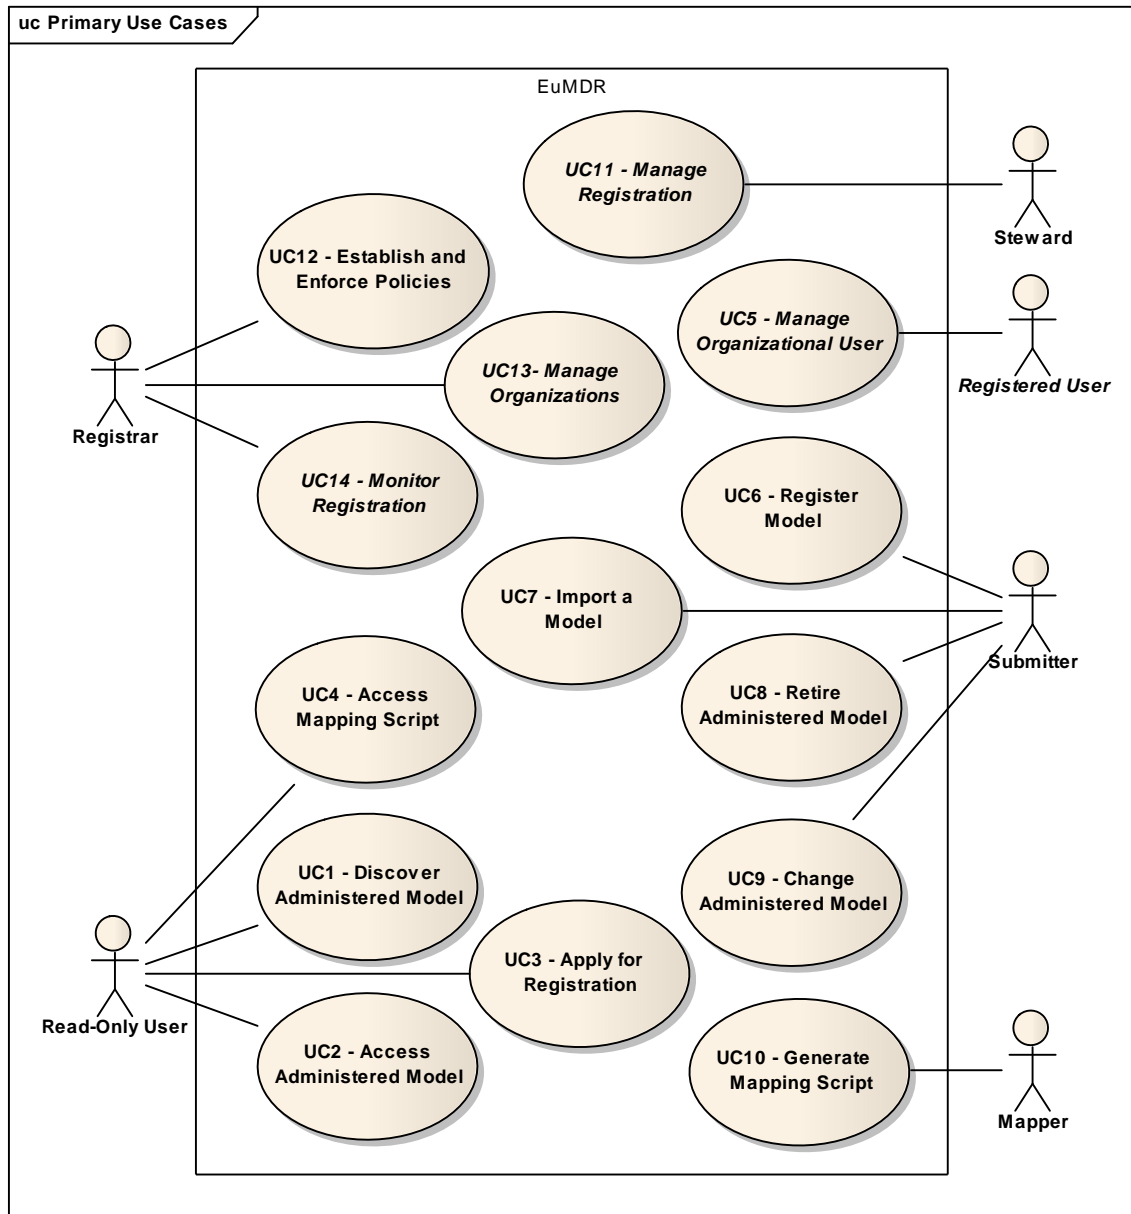 uc Primary Use Cases
EuMDR
UC11 - Manage
Registration
Steward
UC12 - Establish and
Enforce Policies
UC5 - Manage
Organizational User
Registered User
UC13- Manage
Organizations
Registrar
UC14 - Monitor
Registration
UC6 - Register
Model
UC7 - Import a
Model
Submitter
UC4 - Access
Mapping Script
UC8 - Retire
Administered Model
UC1 - Discover
Administered Model
UC9 - Change
Administered Model
UC3 - Apply for
Registration
Read-Only User
UC2 - Access
Administered Model
UC10 - Generate
Mapping Script
Mapper